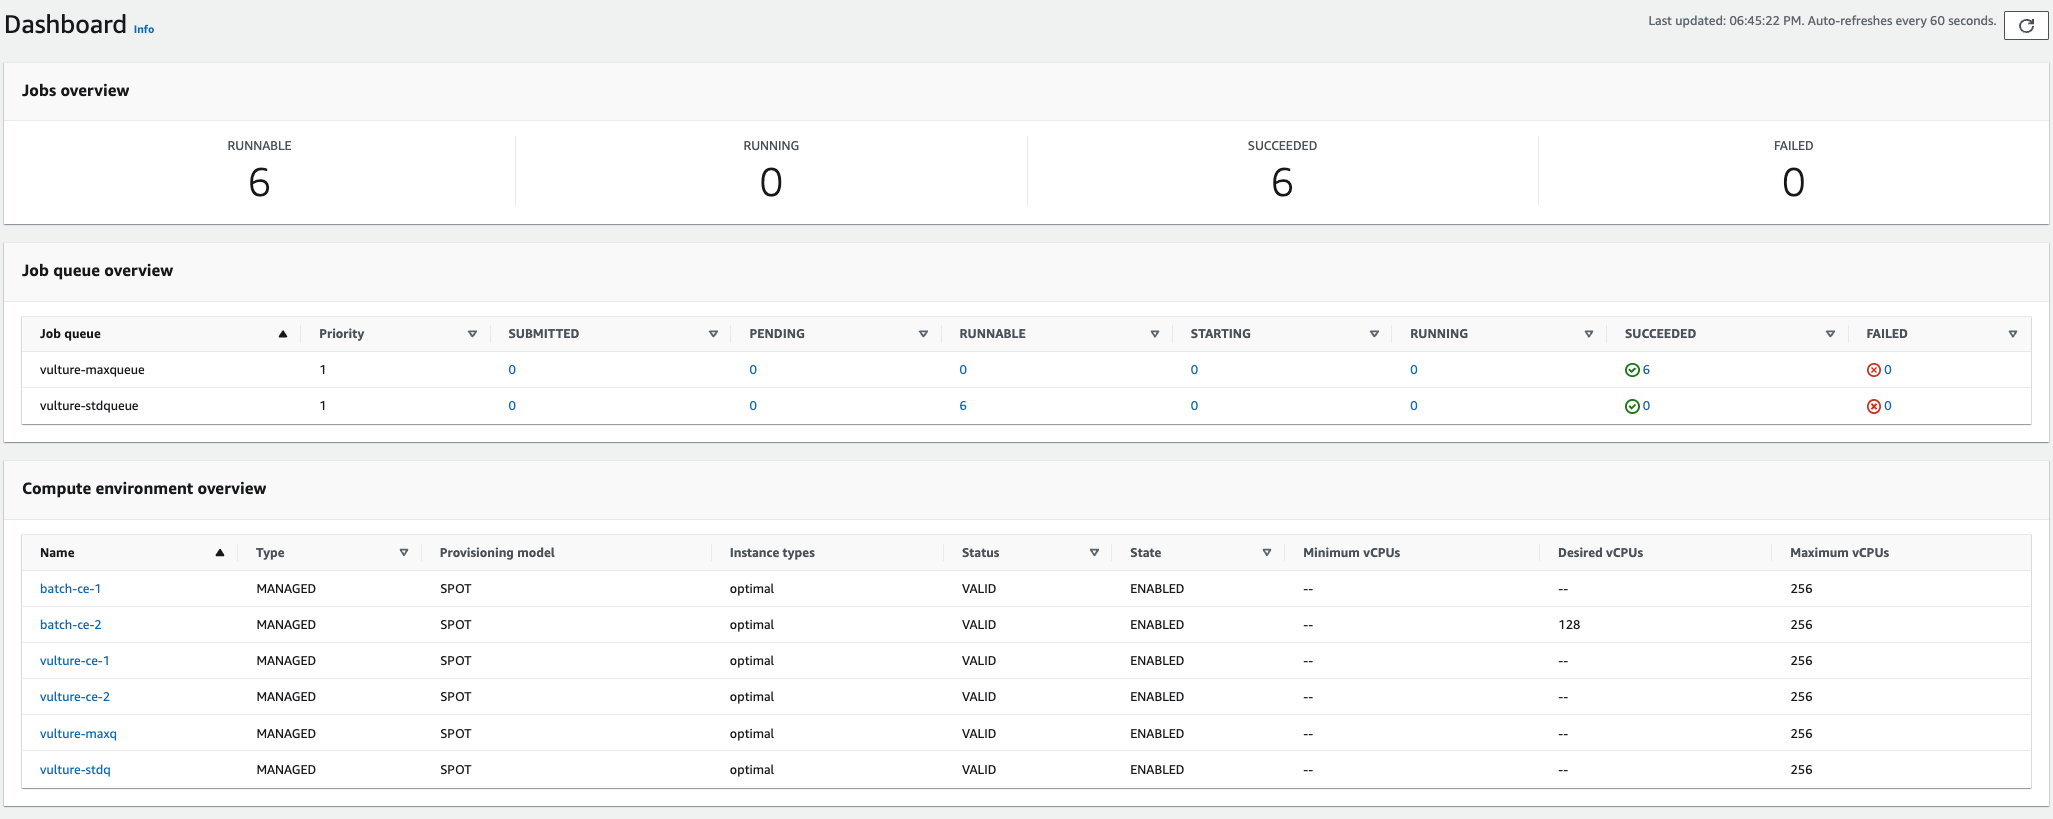 Dashboard Info
Last updated: 06:45:22 PM. Auto-refreshes every 60 seconds.
Jobs overview
RUNNABLE RUNNING SUCCEEDED FAILED
6 0 6 0
Job queue overview
Job queue Priority SUBMITTED PENDING RUNNABLE STARTING RUNNING SUCCEEDED FAILED
vulture-maxqueue 1 0 0 0 0 0 6 0
vulture-stdqueue 1 0 0 6 0 0 0 0
Compute environment overview
Name Type Provisioning model Instance types Status State Minimum vCPUs Desired vCPUs Maximum vCPUs
batch-ce-1 MANAGED SPOT optimal VALID ENABLED -- -- 256
batch-ce-2 MANAGED SPOT optimal VALID ENABLED -- 128 256
vulture-ce-1 MANAGED SPOT optimal VALID ENABLED -- -- 256
vulture-ce-2 MANAGED SPOT optimal VALID ENABLED -- -- 256
vulture-maxq MANAGED SPOT optimal VALID ENABLED -- -- 256
vulture-stdq MANAGED SPOT optimal VALID ENABLED -- -- 256